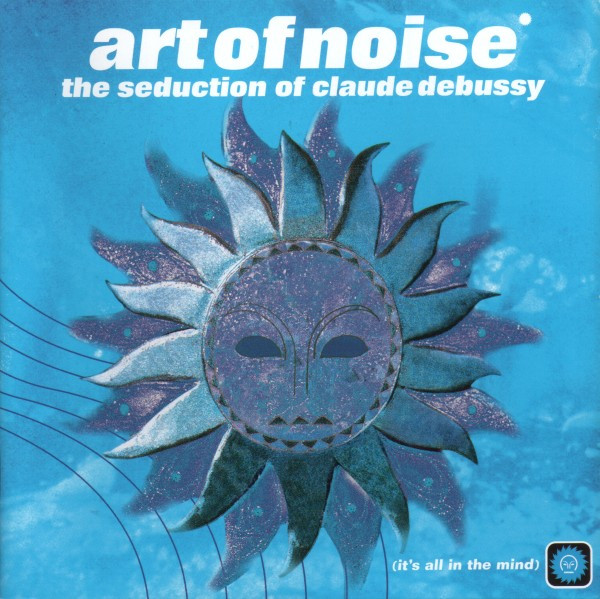 art of noise
the seduction of claude debussy
(it's all in the mind)